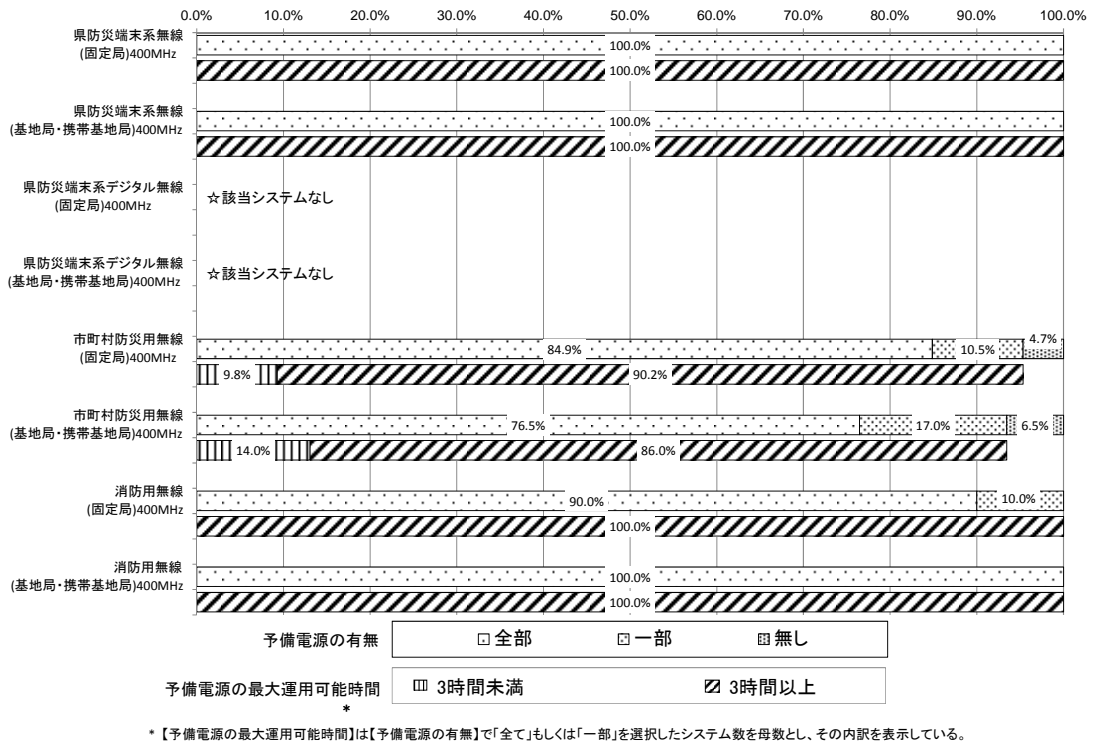 0.0% 10.0% 20.0% 30.0% 40.0% 50.0% 60.0% 70.0% 80.0% 90.0% 100.0%
県防災端末系無線
(固定局)400MHz
100.0%
100.0%
県防災端末系無線
(基地局・携帯基地局)400MHz
100.0%
100.0%
県防災端末系デジタル無線
(固定局)400MHz
☆該当システムなし
県防災端末系デジタル無線
(基地局・携帯基地局)400MHz
☆該当システムなし
市町村防災用無線
(固定局)400MHz
84.9% 10.5% 4.7%
9.8% 90.2%
市町村防災用無線
(基地局・携帯基地局)400MHz
76.5% 17.0% 6.5%
14.0% 86.0%
消防用無線
(固定局)400MHz
90.0% 10.0%
100.0%
消防用無線
(基地局・携帯基地局)400MHz
100.0%
100.0%
予備電源の有無 全部 一部 無し
予備電源の最大運用可能時間 3時間未満 3時間以上
*
* 【予備電源の最大運用可能時間】は【予備電源の有無】で「全て」もしくは「一部」を選択したシステム数を母数とし、その内訳を表示している。